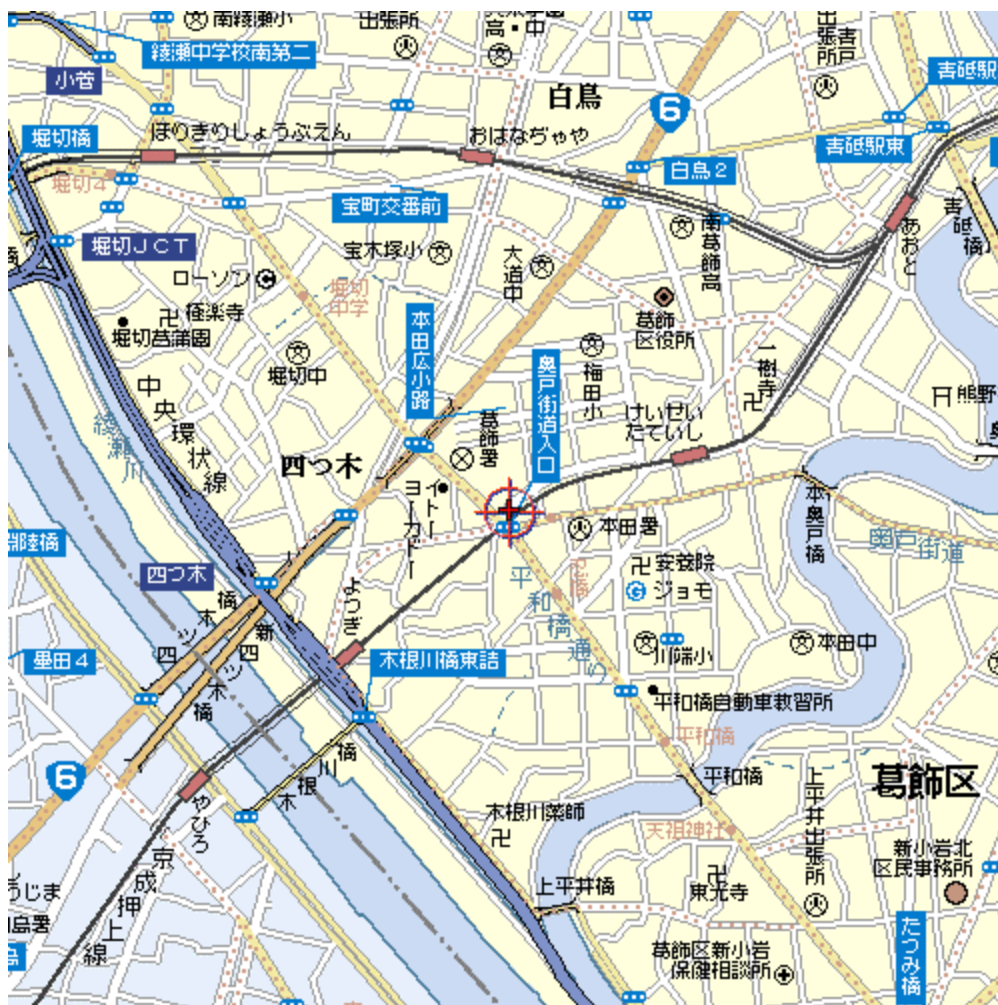 南綾瀬小
出張所
高・中
青戸
出張所
綾瀬中学校南第二
小菅
白鳥
6
青砥駅
堀切橋
ほりきりしょうぶえん
おはなぢゃや
青砥駅東
白鳥2
堀切4
宝町交番前
青砥橋
あおと
堀切JCT
宝木塚小
大道中
南葛飾高
ローソン
堀切
中学
極楽寺
堀切菖蒲園
本田広小路
葛飾
区役所
堀切中
奥戸街道入口
梅田小
一樹寺
熊野
中央環状線
綾瀬川
けいせい
たていし
葛飾署
四つ木
イトー
ヨーカドー
本田署
本奥戸橋
奥戸街道
四つ木
安養院
ジョモ
平和橋通り
よつぎ
四ツ木橋
新四ツ木橋
墨田4
木根川橋東詰
川端小
本田中
平和橋自動車教習所
平和橋
平和橋
6
木根川橋
葛飾区
上平井出張所
やひろ
木根川薬師
天祖神社
新小岩北
区民事務所
京成押上線
うじま
島署
上平井橋
東光寺
たつみ橋
葛飾区新小岩
保健相談所